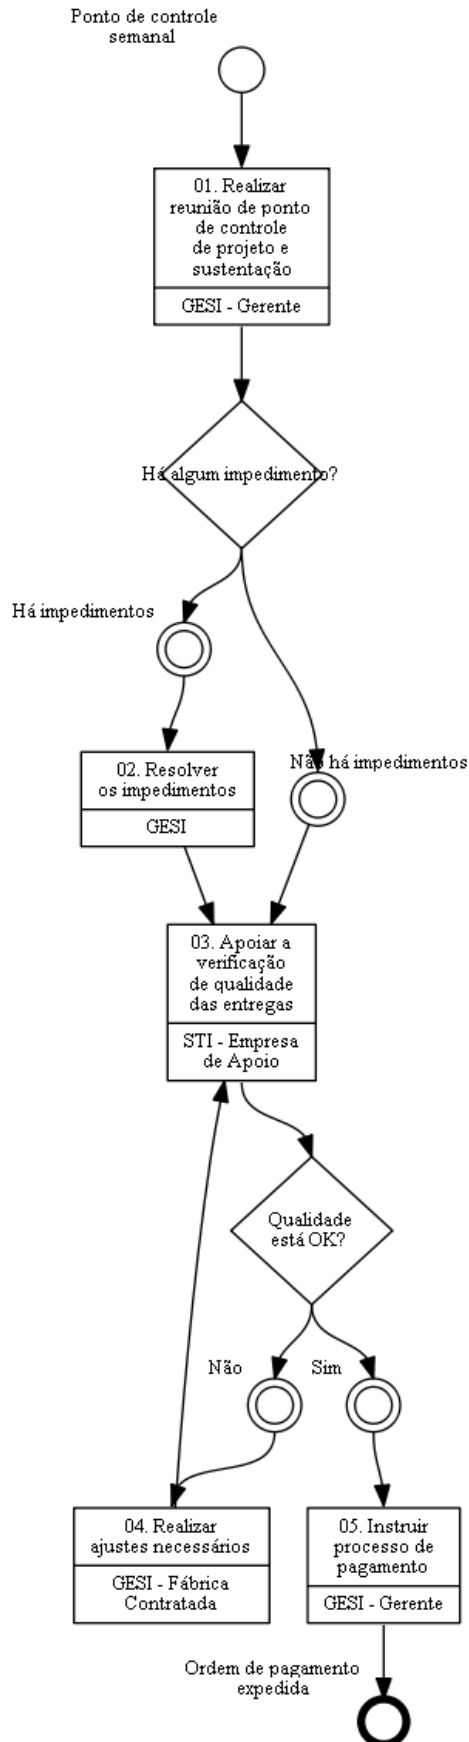 Ponto de controle
semanal
01. Realizar
reunião de ponto
de controle
de projeto e
sustentação
GESI - Gerente
Há algum impedimento?
Há impedimentos
Não há impedimentos
02. Resolver
os impedimentos
GESI
03. Apoiar a
verificação
de qualidade
das entregas
STI - Empresa
de Apoio
Qualidade
está OK?
Não
Sim
04. Realizar
ajustes necessários
GESI - Fábrica
Contratada
05. Instruir
processo de
pagamento
GESI - Gerente
Ordem de pagamento
expedida